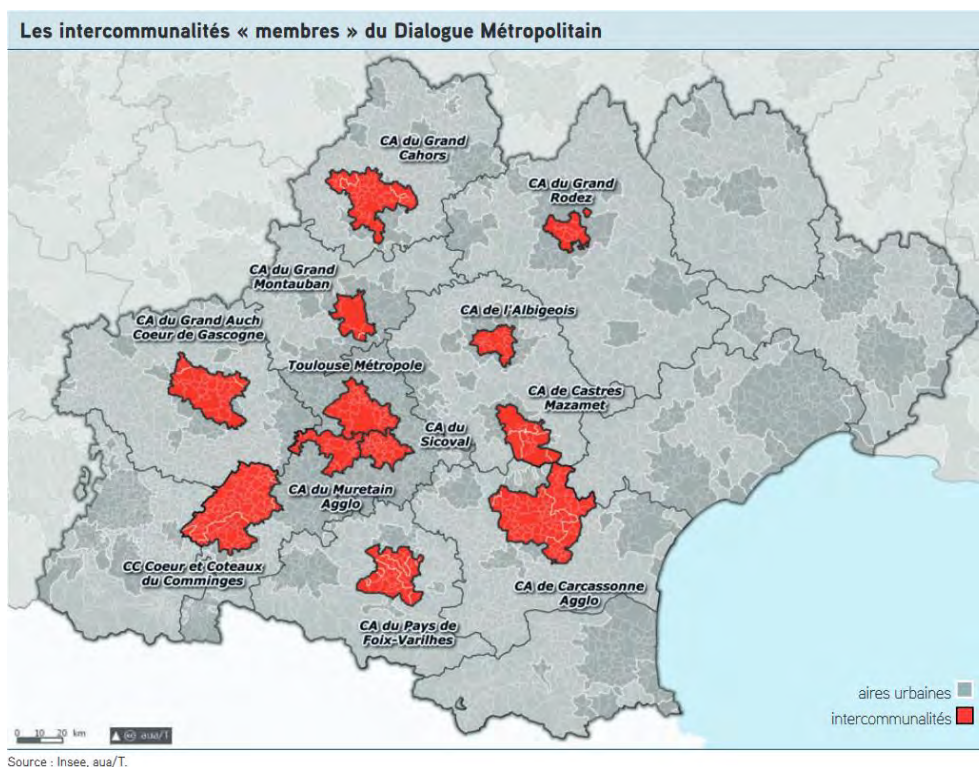 Les intercommunalités « membres » du Dialogue Métropolitain
CA du Grand
Cahors
CA du Grand
Rodez
CA du Grand
Montauban
CA de l'Albigeois
CA du Grand Auch
Coeur de Gascogne
Toulouse Métropole
CA de Castres
Mazamet
CA du
Sicoval
CA du Muretain
Agglo
CC Coeur et Coteaux
du Comminges
CA de Carcassonne
Agglo
CA du Pays de
Foix-Varilhes
aires urbaines
intercommunalités
0 10 20 km
aua/T
Source : Insee, aua/T.